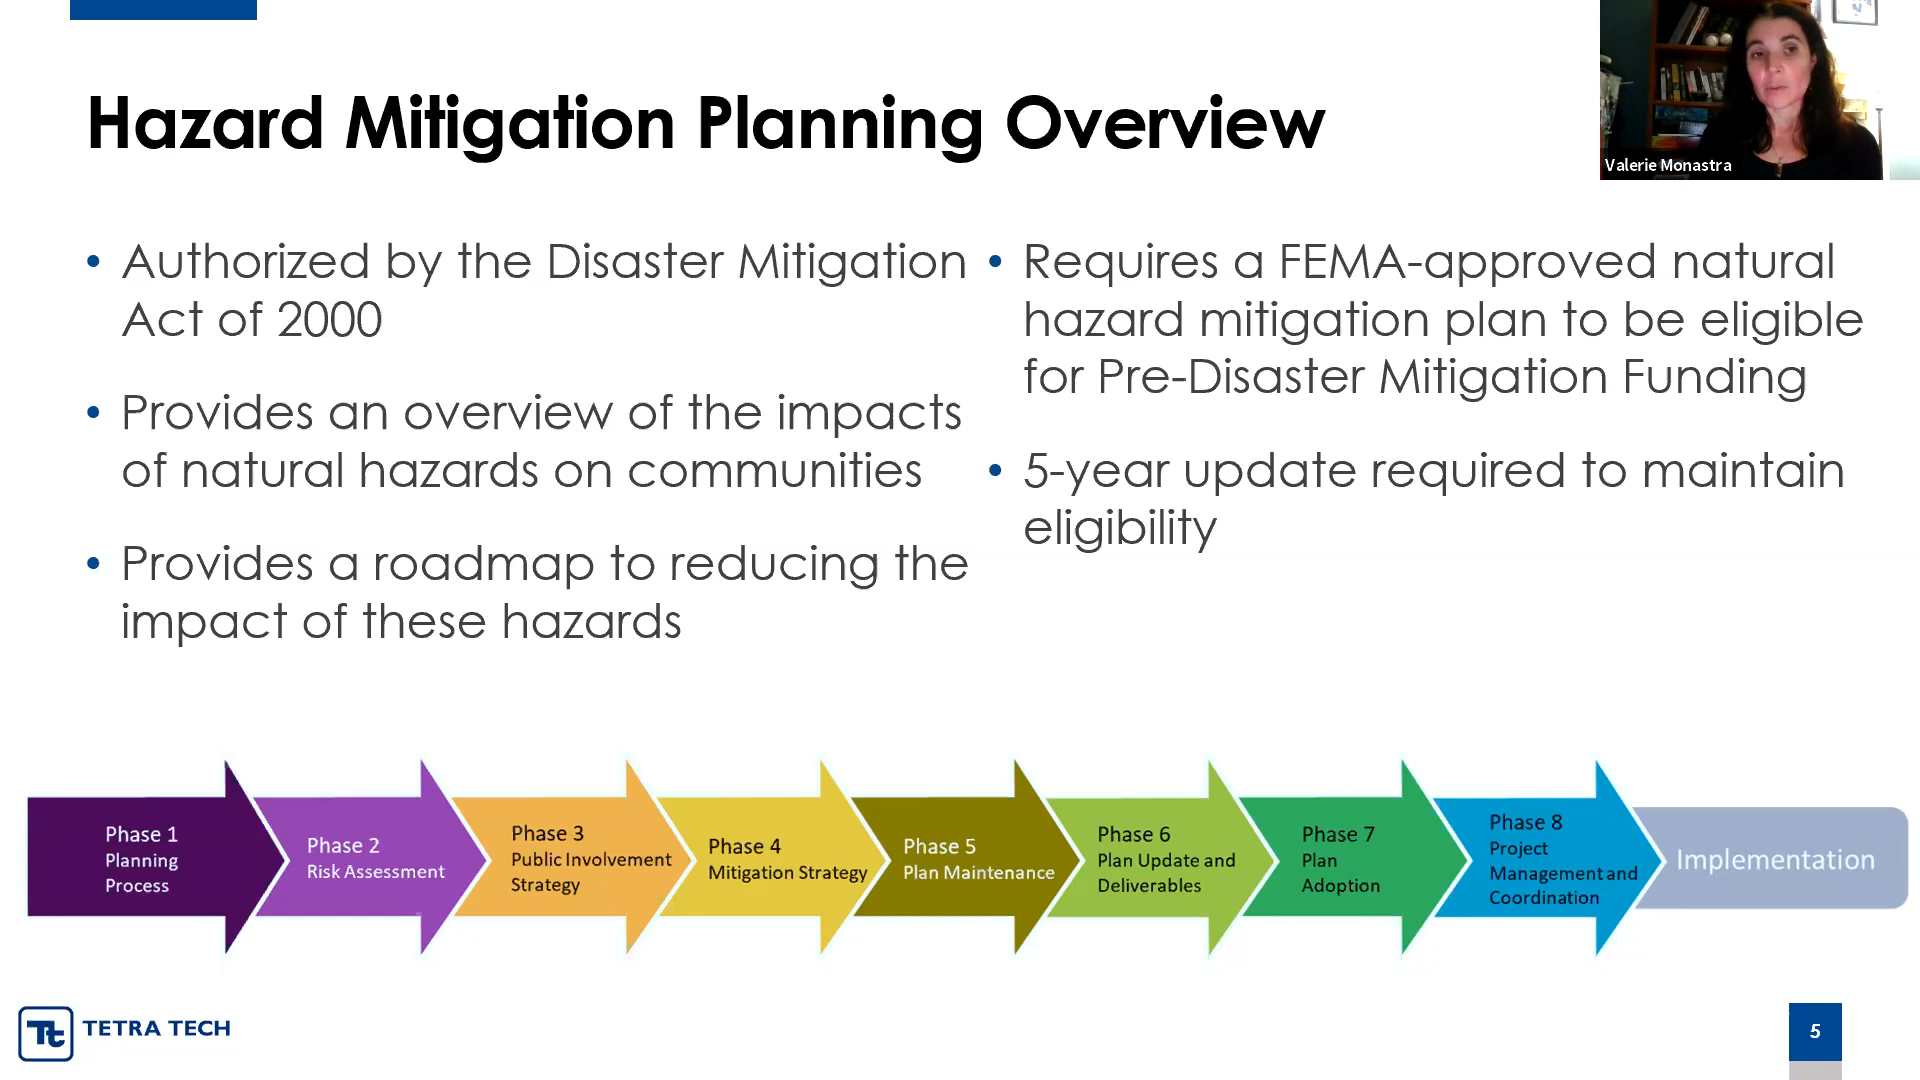 Hazard Mitigation Planning Overview
Valerie Monastra
• Authorized by the Disaster Mitigation
Act of 2000
• Provides an overview of the impacts
of natural hazards on communities
• Provides a roadmap to reducing the
impact of these hazards
• Requires a FEMA-approved natural
hazard mitigation plan to be eligible
for Pre-Disaster Mitigation Funding
• 5-year update required to maintain
eligibility
Phase 1
Planning
Process
Phase 2
Risk Assessment
Phase 3
Public Involvement
Strategy
Phase 4
Mitigation Strategy
Phase 5
Plan Maintenance
Phase 6
Plan Update and
Deliverables
Phase 7
Plan
Adoption
Phase 8
Project
Management and
Coordination
Implementation
Tt TETRA TECH
5